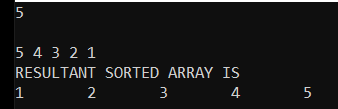 5
5 4 3 2 1
RESULTANT SORTED ARRAY IS
1 2 3 4 5